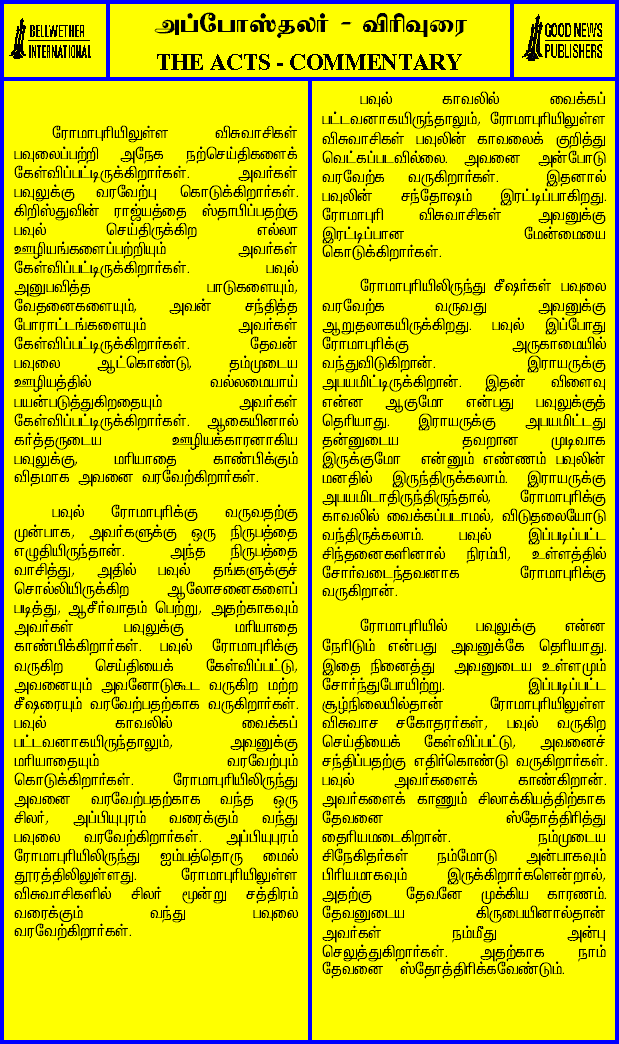 BELLWETHER
INTERNATIONAL
அப்போஸ்தலர் - விரிவுரை
THE ACTS - COMMENTARY
GOOD NEWS
PUBLISHERS
ரோமாபுரியிலுள்ள விசுவாசிகள்
பவுலைப்பற்றி அநேக நற்செய்திகளைக்
கேள்விப்பட்டிருக்கிறார்கள். அவர்கள்
பவுலுக்கு வரவேற்பு கொடுக்கிறார்கள்.
கிறிஸ்துவின் ராஜ்யத்தை ஸ்தாபிப்பதற்கு
பவுல் செய்திருக்கிற எல்லா
ஊழியங்களைப்பற்றியும் அவர்கள்
கேள்விப்பட்டிருக்கிறார்கள். பவுல்
அனுபவித்த பாடுகளையும்,
வேதனைகளையும், அவன் சந்தித்த
போராட்டங்களையும் அவர்கள்
கேள்விப்பட்டிருக்கிறார்கள். தேவன்
பவுலை ஆட்கொண்டு, தம்முடைய
ஊழியத்தில் வல்லமையாய்
பயன்படுத்துகிறதையும் அவர்கள்
கேள்விப்பட்டிருக்கிறார்கள். ஆகையினால்
கர்த்தருடைய ஊழியக்காரனாகிய
பவுலுக்கு, மரியாதை காண்பிக்கும்
விதமாக அவனை வரவேற்கிறார்கள்.
பவுல் ரோமாபுரிக்கு வருவதற்கு
முன்பாக, அவர்களுக்கு ஒரு நிருபத்தை
எழுதியிருந்தான். அந்த நிருபத்தை
வாசித்து, அதில் பவுல் தங்களுக்குச்
சொல்லியிருக்கிற ஆலோசனைகளைப்
படித்து, ஆசீர்வாதம் பெற்று, அதற்காகவும்
அவர்கள் பவுலுக்கு மரியாதை
காண்பிக்கிறார்கள். பவுல் ரோமாபுரிக்கு
வருகிற செய்தியைக் கேள்விப்பட்டு,
அவனையும் அவனோடுகூட வருகிற மற்ற
சீஷரையும் வரவேற்பதற்காக வருகிறார்கள்.
பவுல் காவலில் வைக்கப்
பட்டவனாகயிருந்தாலும், அவனுக்கு
மரியாதையும் வரவேற்பும்
கொடுக்கிறார்கள். ரோமாபுரியிலிருந்து
அவனை வரவேற்பதற்காக வந்த ஒரு
சிலர், அப்பியுபுரம் வரைக்கும் வந்து
பவுலை வரவேற்கிறார்கள். அப்பியுபுரம்
ரோமாபுரியிலிருந்து ஐம்பத்தொரு மைல்
தூரத்திலிலுள்ளது. ரோமாபுரியிலுள்ள
விசுவாசிகளில் சிலர் மூன்று சத்திரம்
வரைக்கும் வந்து பவுலை
வரவேற்கிறார்கள்.
பவுல் காவலில் வைக்கப்
பட்டவனாகயிருந்தாலும், ரோமாபுரியிலுள்ள
விசுவாசிகள் பவுலின் காவலைக் குறித்து
வெட்கப்படவில்லை. அவனை அன்போடு
வரவேற்க வருகிறார்கள். இதனால்
பவுலின் சந்தோஷம் இரட்டிப்பாகிறது.
ரோமாபுரி விசுவாசிகள் அவனுக்கு
இரட்டிப்பான மேன்மையை
கொடுக்கிறார்கள்.
ரோமாபுரியிலிருந்து சீஷர்கள் பவுலை
வரவேற்க வருவது அவனுக்கு
ஆறுதலாகயிருக்கிறது. பவுல் இப்போது
ரோமாபுரிக்கு அருகாமையில்
வந்துவிடுகிறான். இராயருக்கு
அபயமிட்டிருக்கிறான். இதன் விளைவு
என்ன ஆகுமோ என்பது பவுலுக்குத்
தெரியாது. இராயருக்கு அபயமிட்டது
தன்னுடைய தவறான முடிவாக
இருக்குமோ என்னும் எண்ணம் பவுலின்
மனதில் இருந்திருக்கலாம். இராயருக்கு
அபயமிடாதிருந்திருந்தால், ரோமாபுரிக்கு
காவலில் வைக்கப்படாமல், விடுதலையோடு
வந்திருக்கலாம். பவுல் இப்படிப்பட்ட
சிந்தனைகளினால் நிரம்பி, உள்ளத்தில்
சோர்வடைந்தவனாக ரோமாபுரிக்கு
வருகிறான்.
ரோமாபுரியில் பவுலுக்கு என்ன
நேரிடும் என்பது அவனுக்கே தெரியாது.
இதை நினைத்து அவனுடைய உள்ளமும்
சோர்ந்துபோயிற்று. இப்படிப்பட்ட
சூழ்நிலையில்தான் ரோமாபுரியிலுள்ள
விசுவாச சகோதரர்கள், பவுல் வருகிற
செய்தியைக் கேள்விப்பட்டு, அவனைச்
சந்திப்பதற்கு எதிர்கொண்டு வருகிறார்கள்.
பவுல் அவர்களைக் காண்கிறான்.
அவர்களைக் காணும் சிலாக்கியத்திற்காக
தேவனை ஸ்தோத்திரித்து
தைரியமடைகிறான். நம்முடைய
சிநேகிதர்கள் நம்மோடு அன்பாகவும்
பிரியமாகவும் இருக்கிறார்களென்றால்,
அதற்கு தேவனே முக்கிய காரணம்.
தேவனுடைய கிருபையினால்தான்
அவர்கள் நம்மீது அன்பு
செலுத்துகிறார்கள். அதற்காக நாம்
தேவனை ஸ்தோத்திரிக்கவேண்டும்.